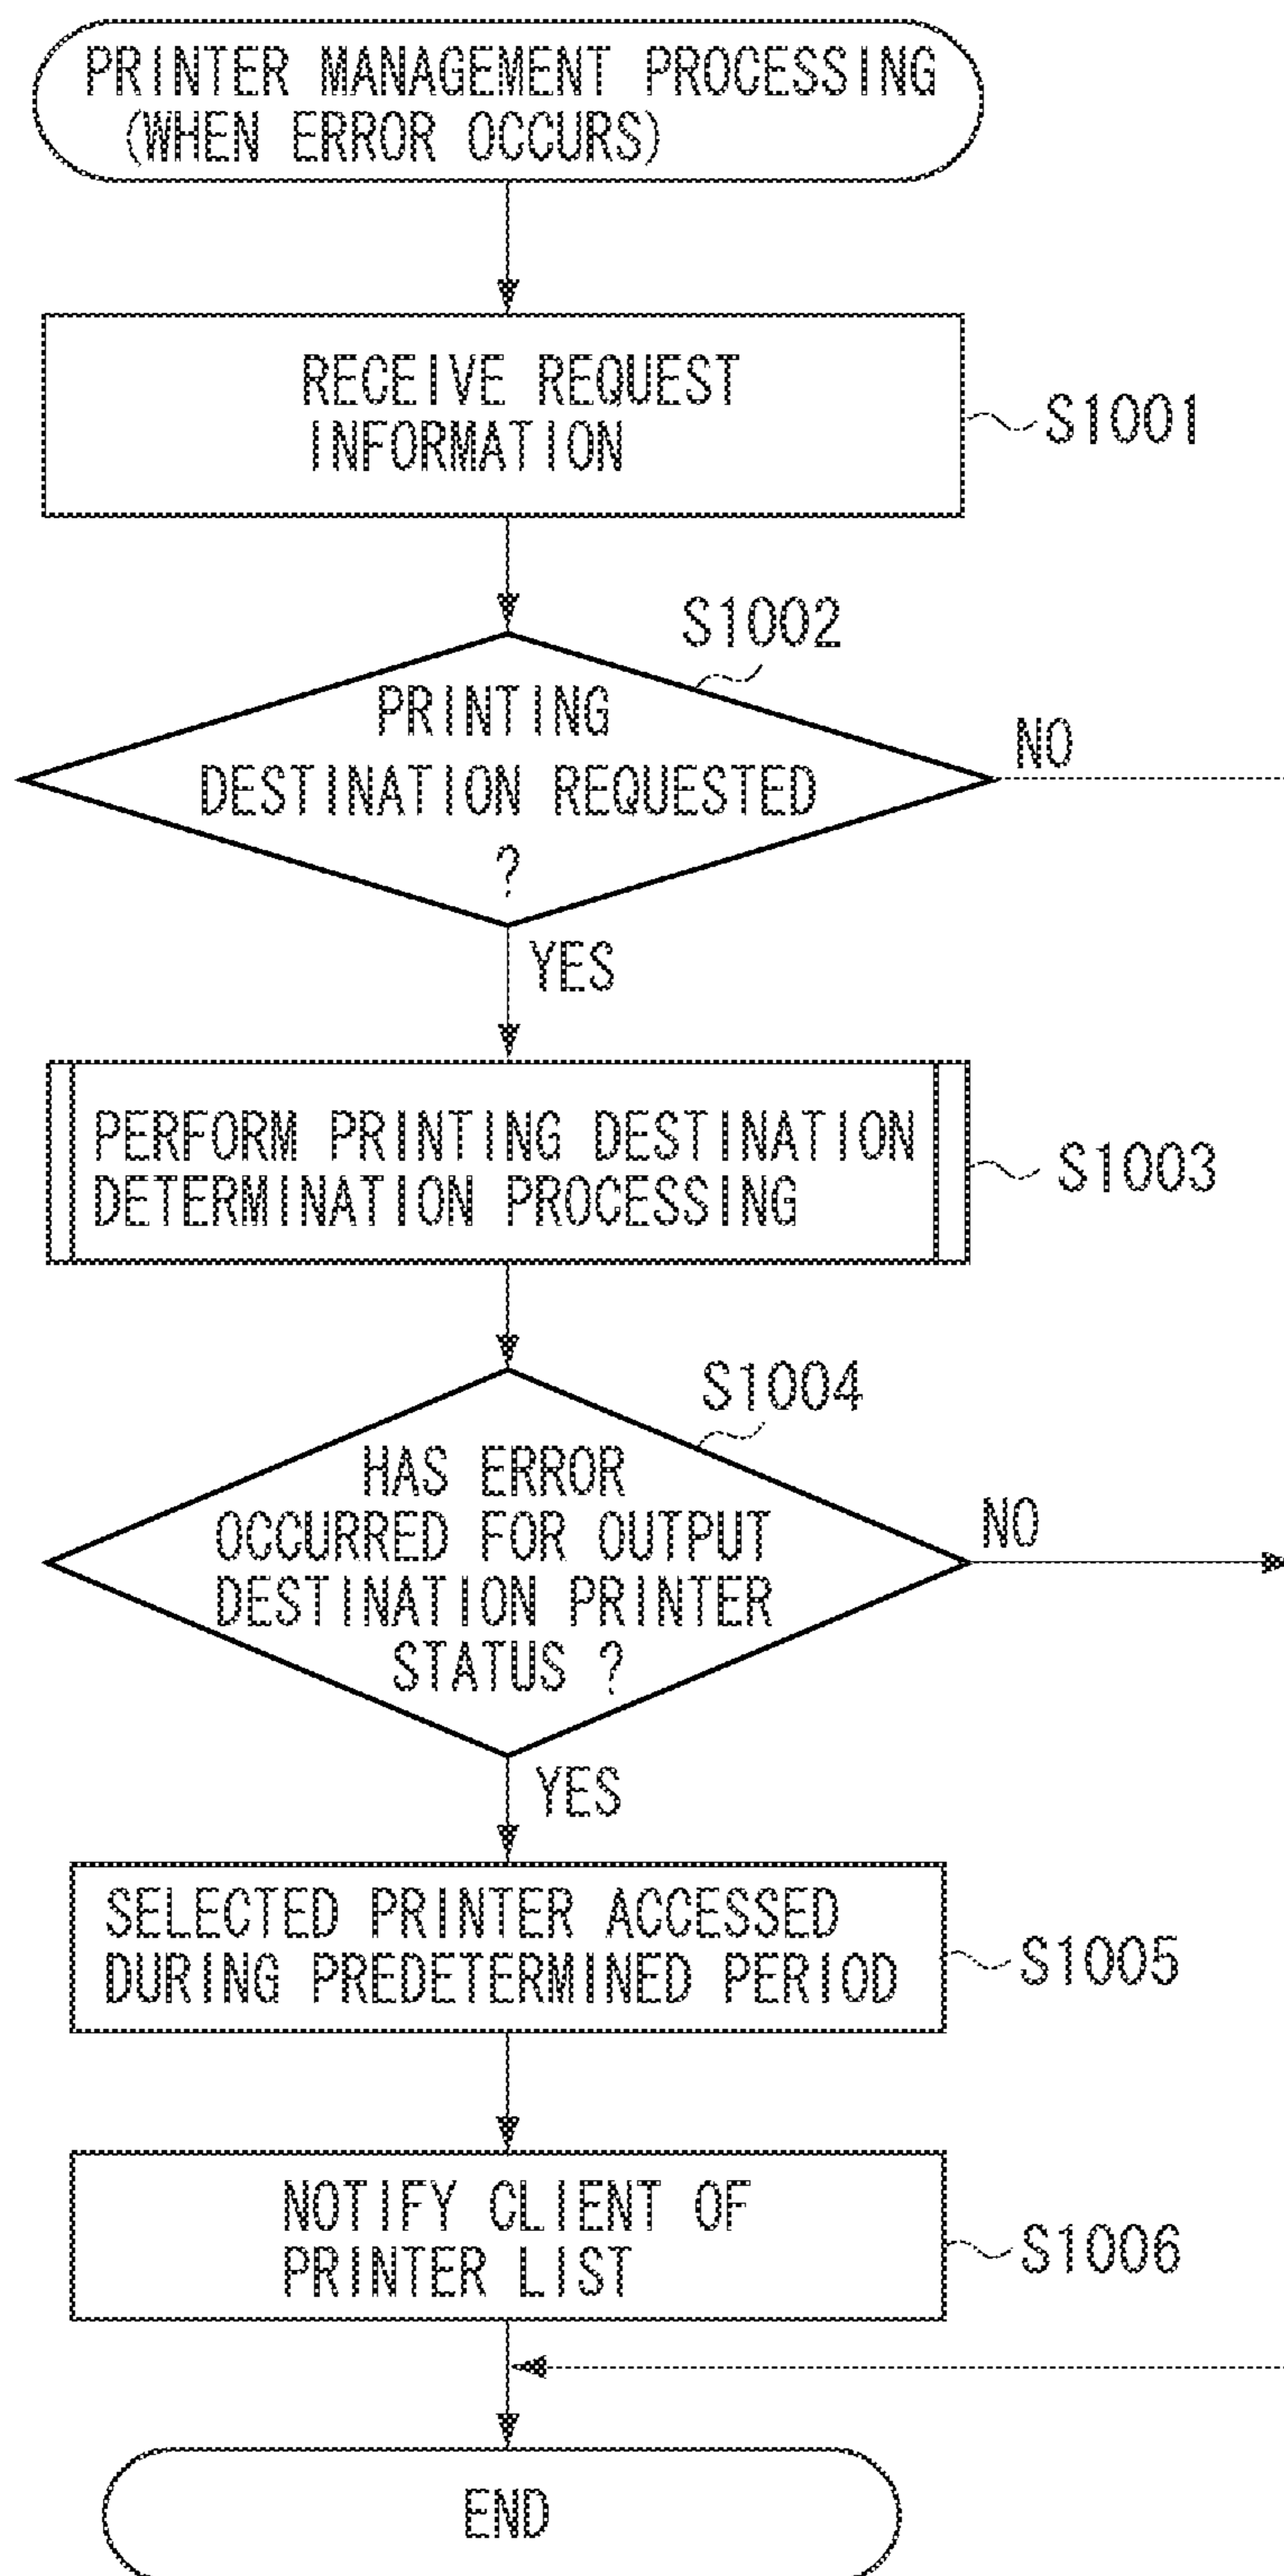 PRINTER MANAGEMENT PROCESSING
(WHEN ERROR OCCURS)
RECEIVE REQUEST
INFORMATION
S1001
S1002
PRINTING
DESTINATION REQUESTED
?
NO
YES
PERFORM PRINTING DESTINATION
DETERMINATION PROCESSING
S1003
S1004
HAS ERROR
OCCURRED FOR OUTPUT
DESTINATION PRINTER
STATUS ?
NO
YES
SELECTED PRINTER ACCESSED
DURING PREDETERMINED PERIOD
S1005
NOTIFY CLIENT OF
PRINTER LIST
S1006
END